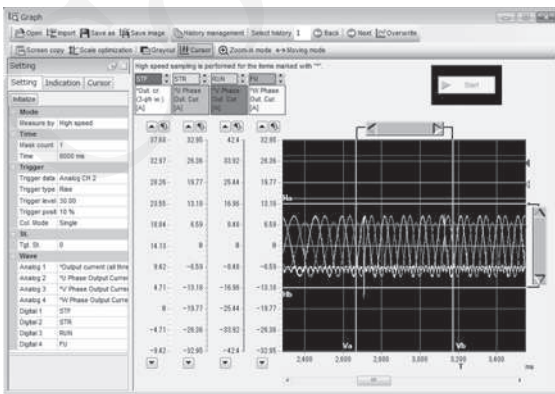 Graph
Open Import Save as Save image History management Select history 1 Back Next Overwrite
Screen copy Scale optimization Grayout Cursor Zoom-in mode Moving mode
Setting
High speed sampling is performed for the items marked with "*".
Setting Indication Cursor
STF STR RUN FU
Initialize
*Out. cr (3-ph w.) [A]
*U Phase Out. Cur. [A]
*V Phase Out. Cur. [A]
*W Phase Out. Cur. [A]
Start
Mode
Measure by High speed
Time
Mask count 1
Time 8000 ms
Trigger
Trigger data Analog CH 2
Trigger type Rise
Trigger level 30.00
Trigger posit 10 %
Col. Mode Single
St.
Tgt. St. 0
Wave
Analog 1 *Output current (all thre
Analog 2 *U Phase Output Curre
Analog 3 *V Phase Output Curre
Analog 4 *W Phase Output Curre
Digital 1 STF
Digital 2 STR
Digital 3 RUN
Digital 4 FU
37.68 32.95 42.4 32.95
32.97 26.36 33.92 26.36
28.26 19.77 25.44 19.77
23.55 13.18 16.96 13.18
18.84 6.59 8.48 6.59
14.13 0 0 0
9.42 -6.59 -8.48 -6.59
4.71 -13.18 -16.96 -13.18
0 -19.77 -25.44 -19.77
-4.71 -26.36 -33.92 -26.36
-9.42 -32.95 -42.4 -32.95
Ha
Hb
Va Vb
2,400 2,600 2,800 3,000 3,200 3,400
T
ms